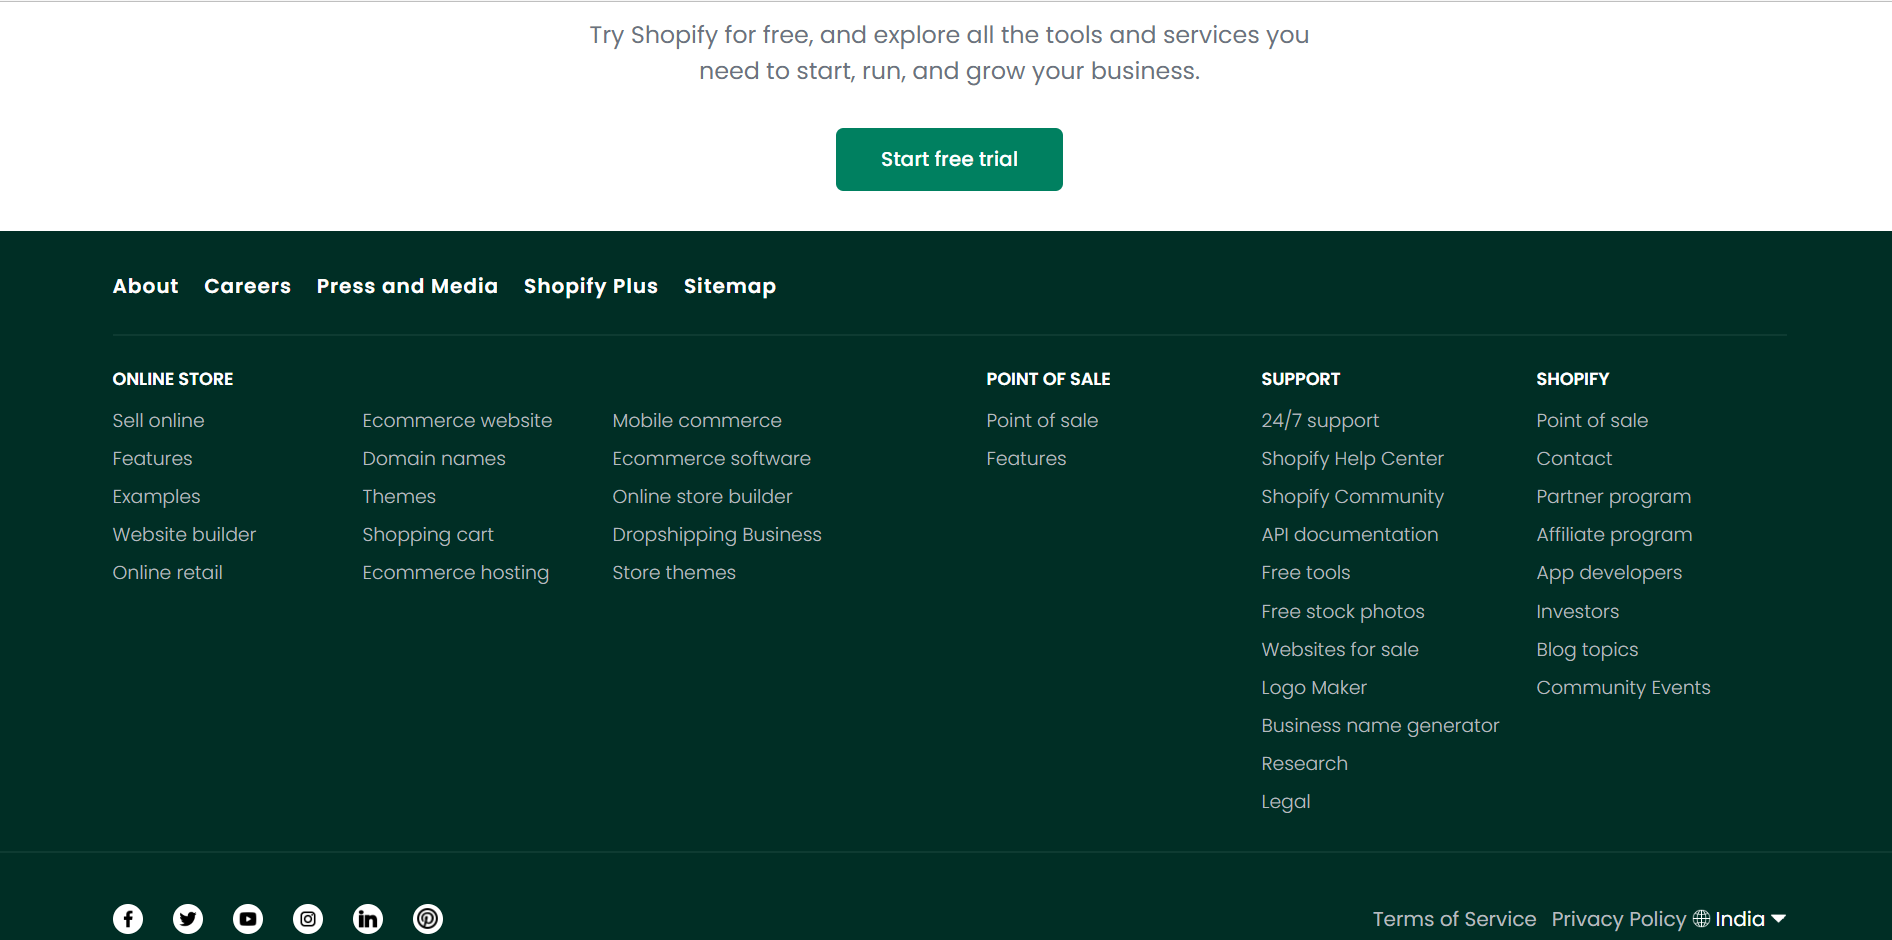 Try Shopify for free, and explore all the tools and services you
need to start, run, and grow your business.
Start free trial
About Careers Press and Media Shopify Plus Sitemap
ONLINE STORE
Sell online
Features
Examples
Website builder
Online retail
Ecommerce website
Domain names
Themes
Shopping cart
Ecommerce hosting
Mobile commerce
Ecommerce software
Online store builder
Dropshipping Business
Store themes
POINT OF SALE
Point of sale
Features
SUPPORT
24/7 support
Shopify Help Center
Shopify Community
API documentation
Free tools
Free stock photos
Websites for sale
Logo Maker
Business name generator
Research
Legal
SHOPIFY
Point of sale
Contact
Partner program
Affiliate program
App developers
Investors
Blog topics
Community Events
Terms of Service Privacy Policy India